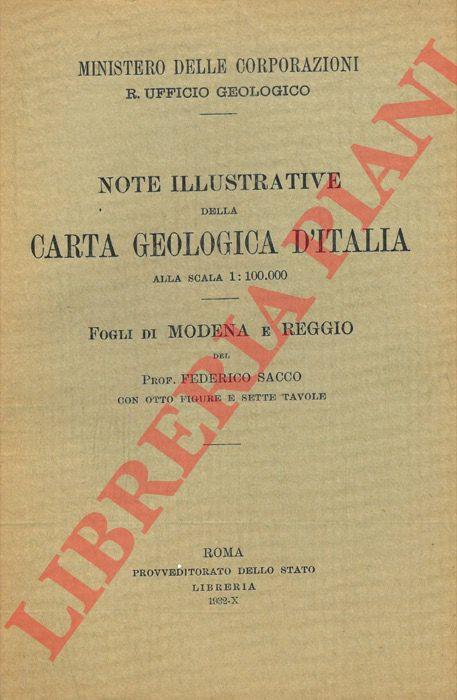 MINISTERO DELLE CORPORAZIONI
R. UFFICIO GEOLOGICO
NOTE ILLUSTRATIVE
DELLA
CARTA GEOLOGICA D'ITALIA
ALLA SCALA 1:100.000
FOGLI DI MODENA E REGGIO
DEL
PROF. FEDERICO SACCO
CON OTTO FIGURE E SETTE TAVOLE
ROMA
PROVVEDITORATO DELLO STATO
LIBRERIA
1932-X
LIBRERIA PIANI